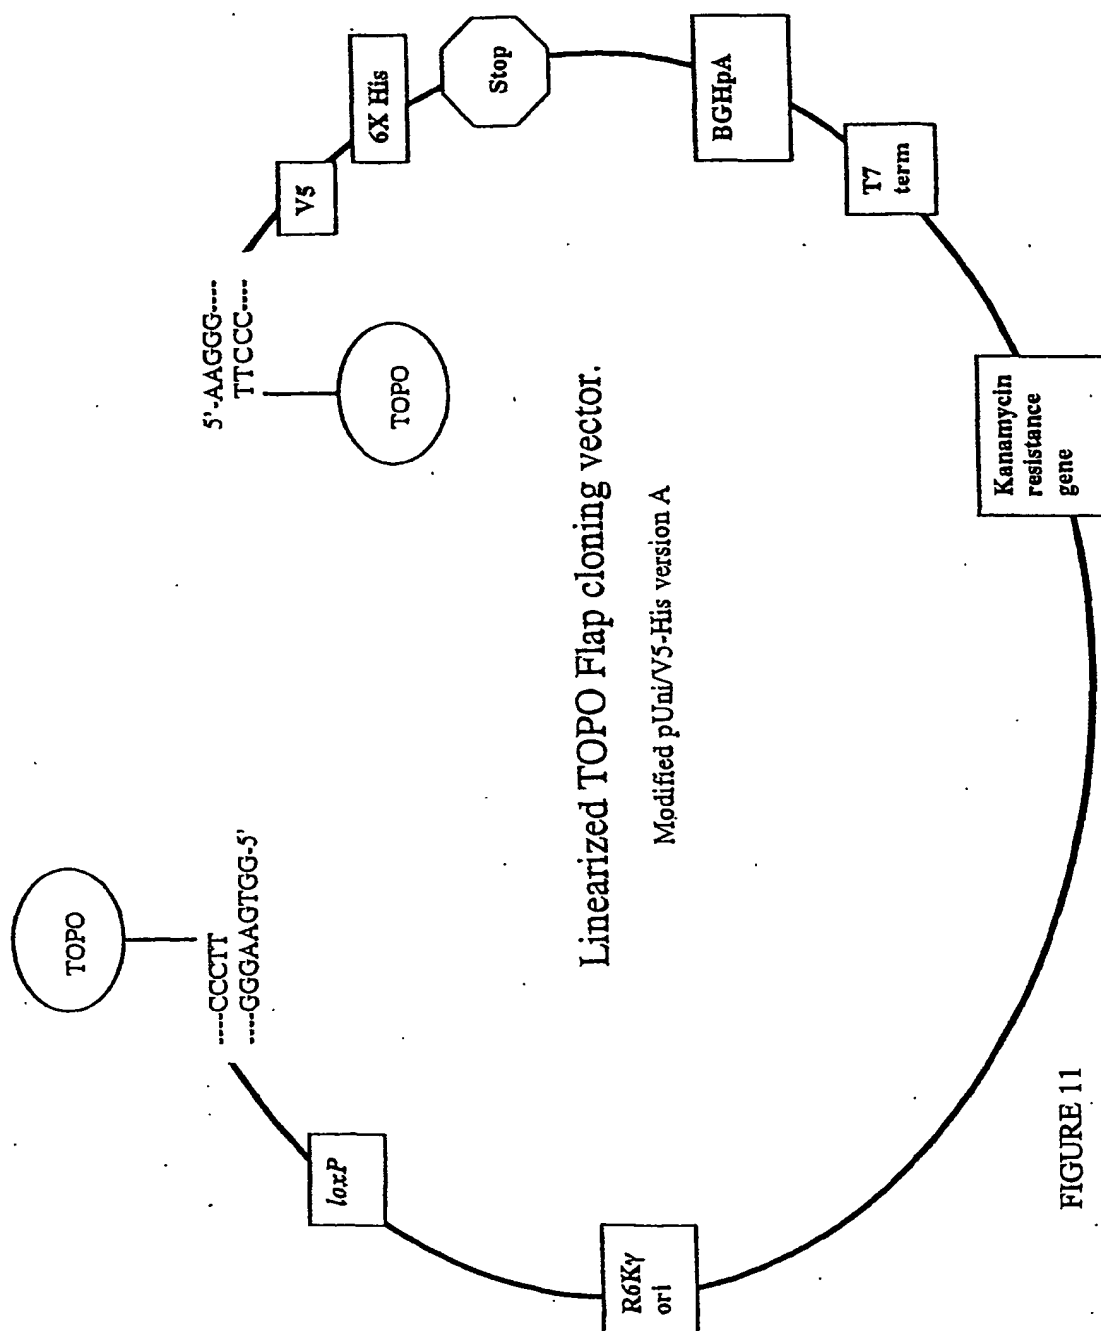 TOPO
----CCCTT
----GGGAAGTGG-5'
5'-AAGGG----
TTCCC----
TOPO
loxP
V5
6X His
Stop
R6Kγ
ori
BGHpA
T7
term
Kanamycin
resistance
gene
Linearized TOPO Flap cloning vector.
Modified pUni/V5-His version A
FIGURE 11